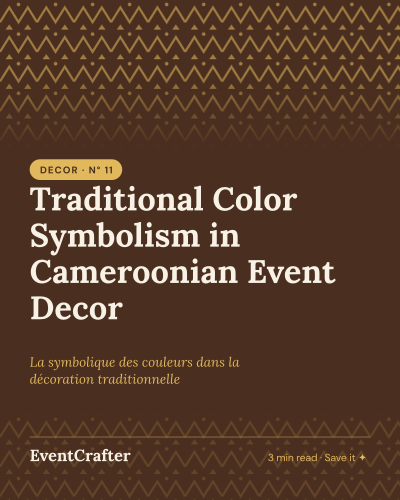 DECOR · N° 11
Traditional Color
Symbolism in
Cameroonian Event
Decor
La symbolique des couleurs dans la
décoration traditionnelle
EventCrafter
3 min read · Save it ✦